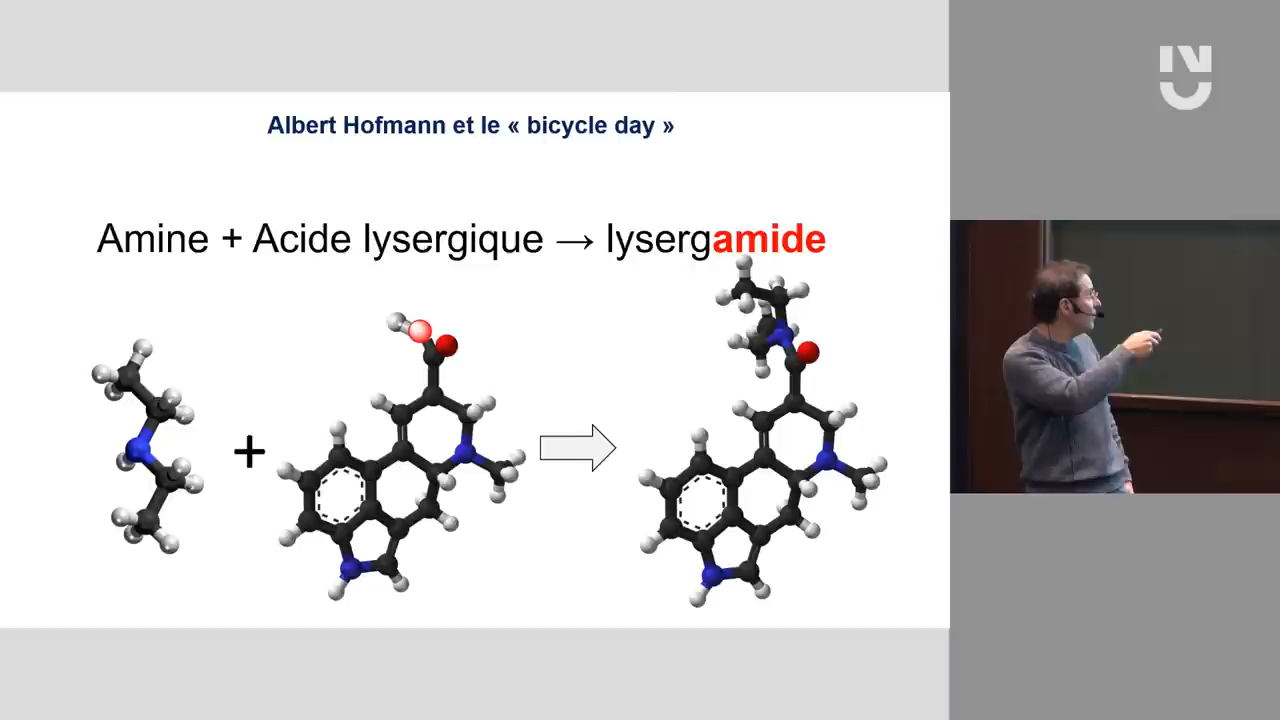 Albert Hofmann et le « bicycle day »
Amine + Acide lysergique → lysergamide
+